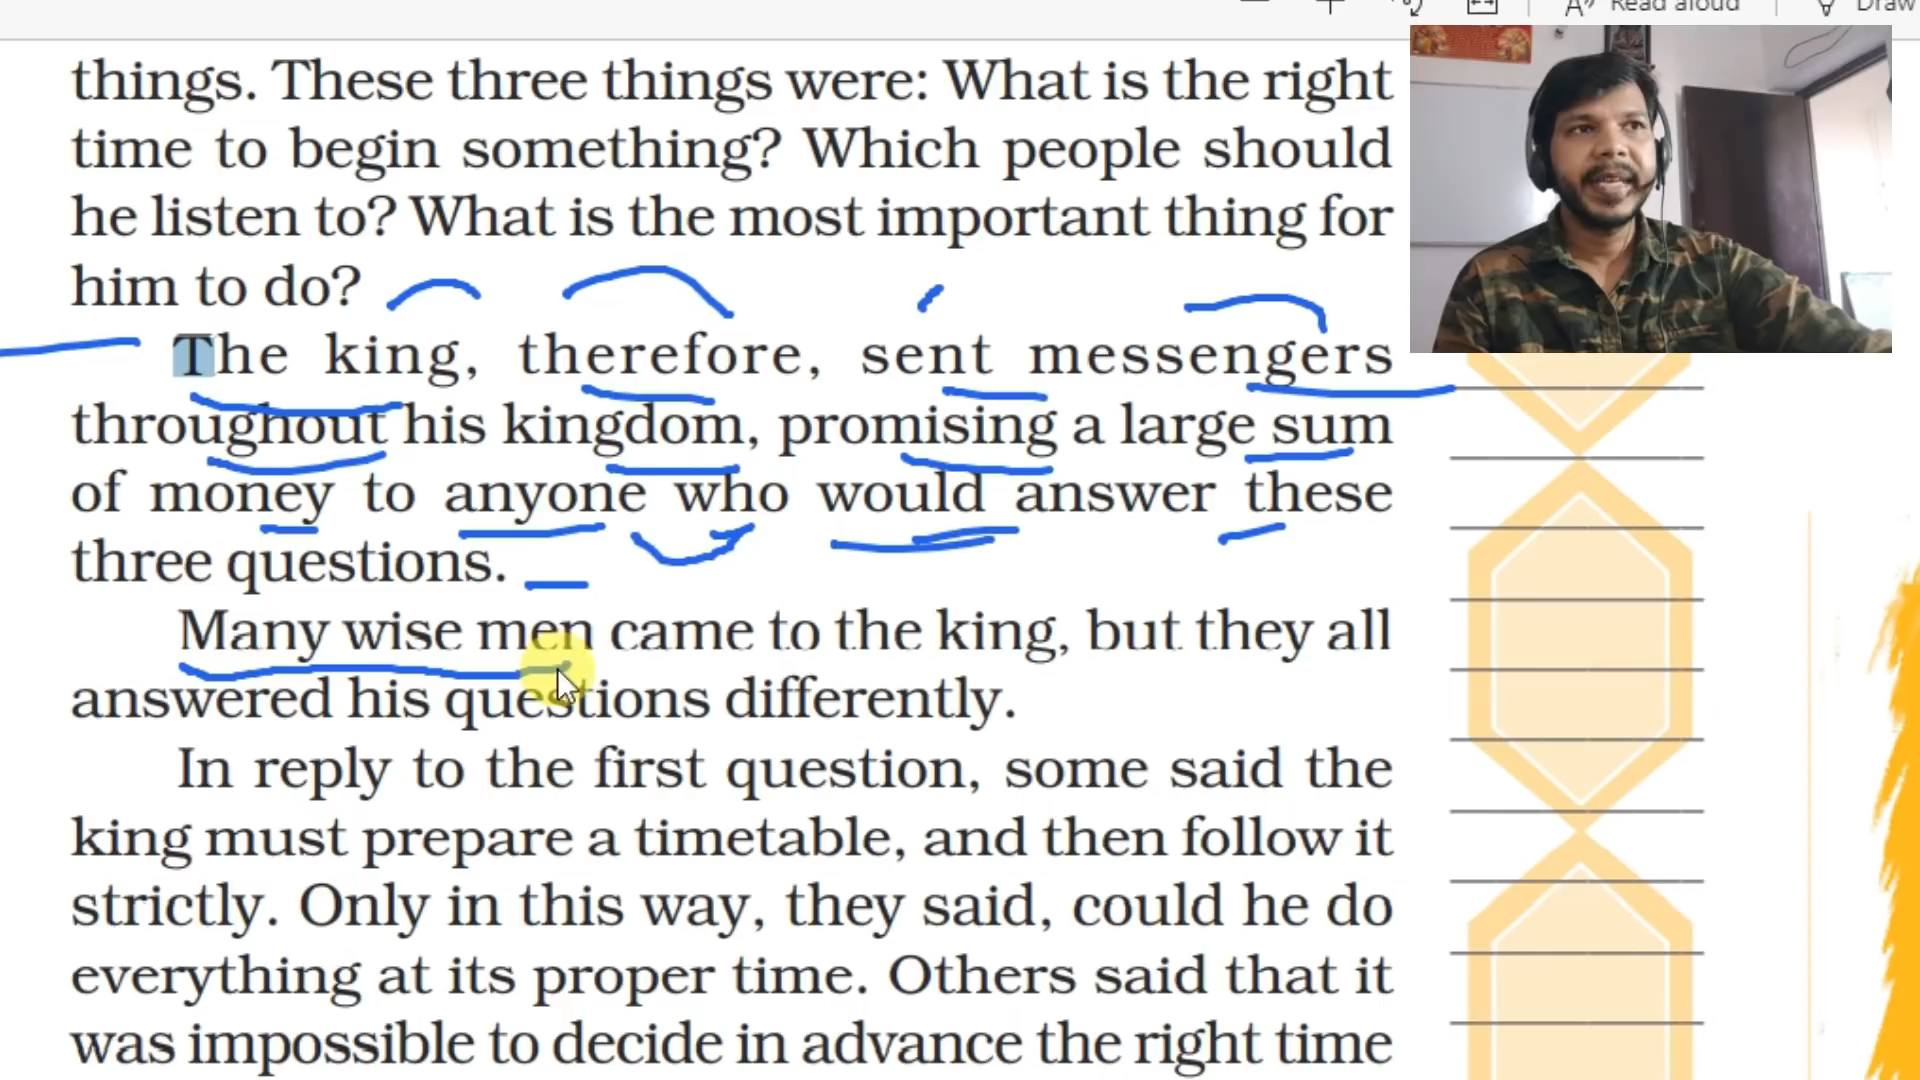 Read aloud
Draw
things. These three things were: What is the right
time to begin something? Which people should
he listen to? What is the most important thing for
him to do?
The king, therefore, sent messengers
throughout his kingdom, promising a large sum
of money to anyone who would answer these
three questions.
Many wise men came to the king, but they all
answered his questions differently.
In reply to the first question, some said the
king must prepare a timetable, and then follow it
strictly. Only in this way, they said, could he do
everything at its proper time. Others said that it
was impossible to decide in advance the right time